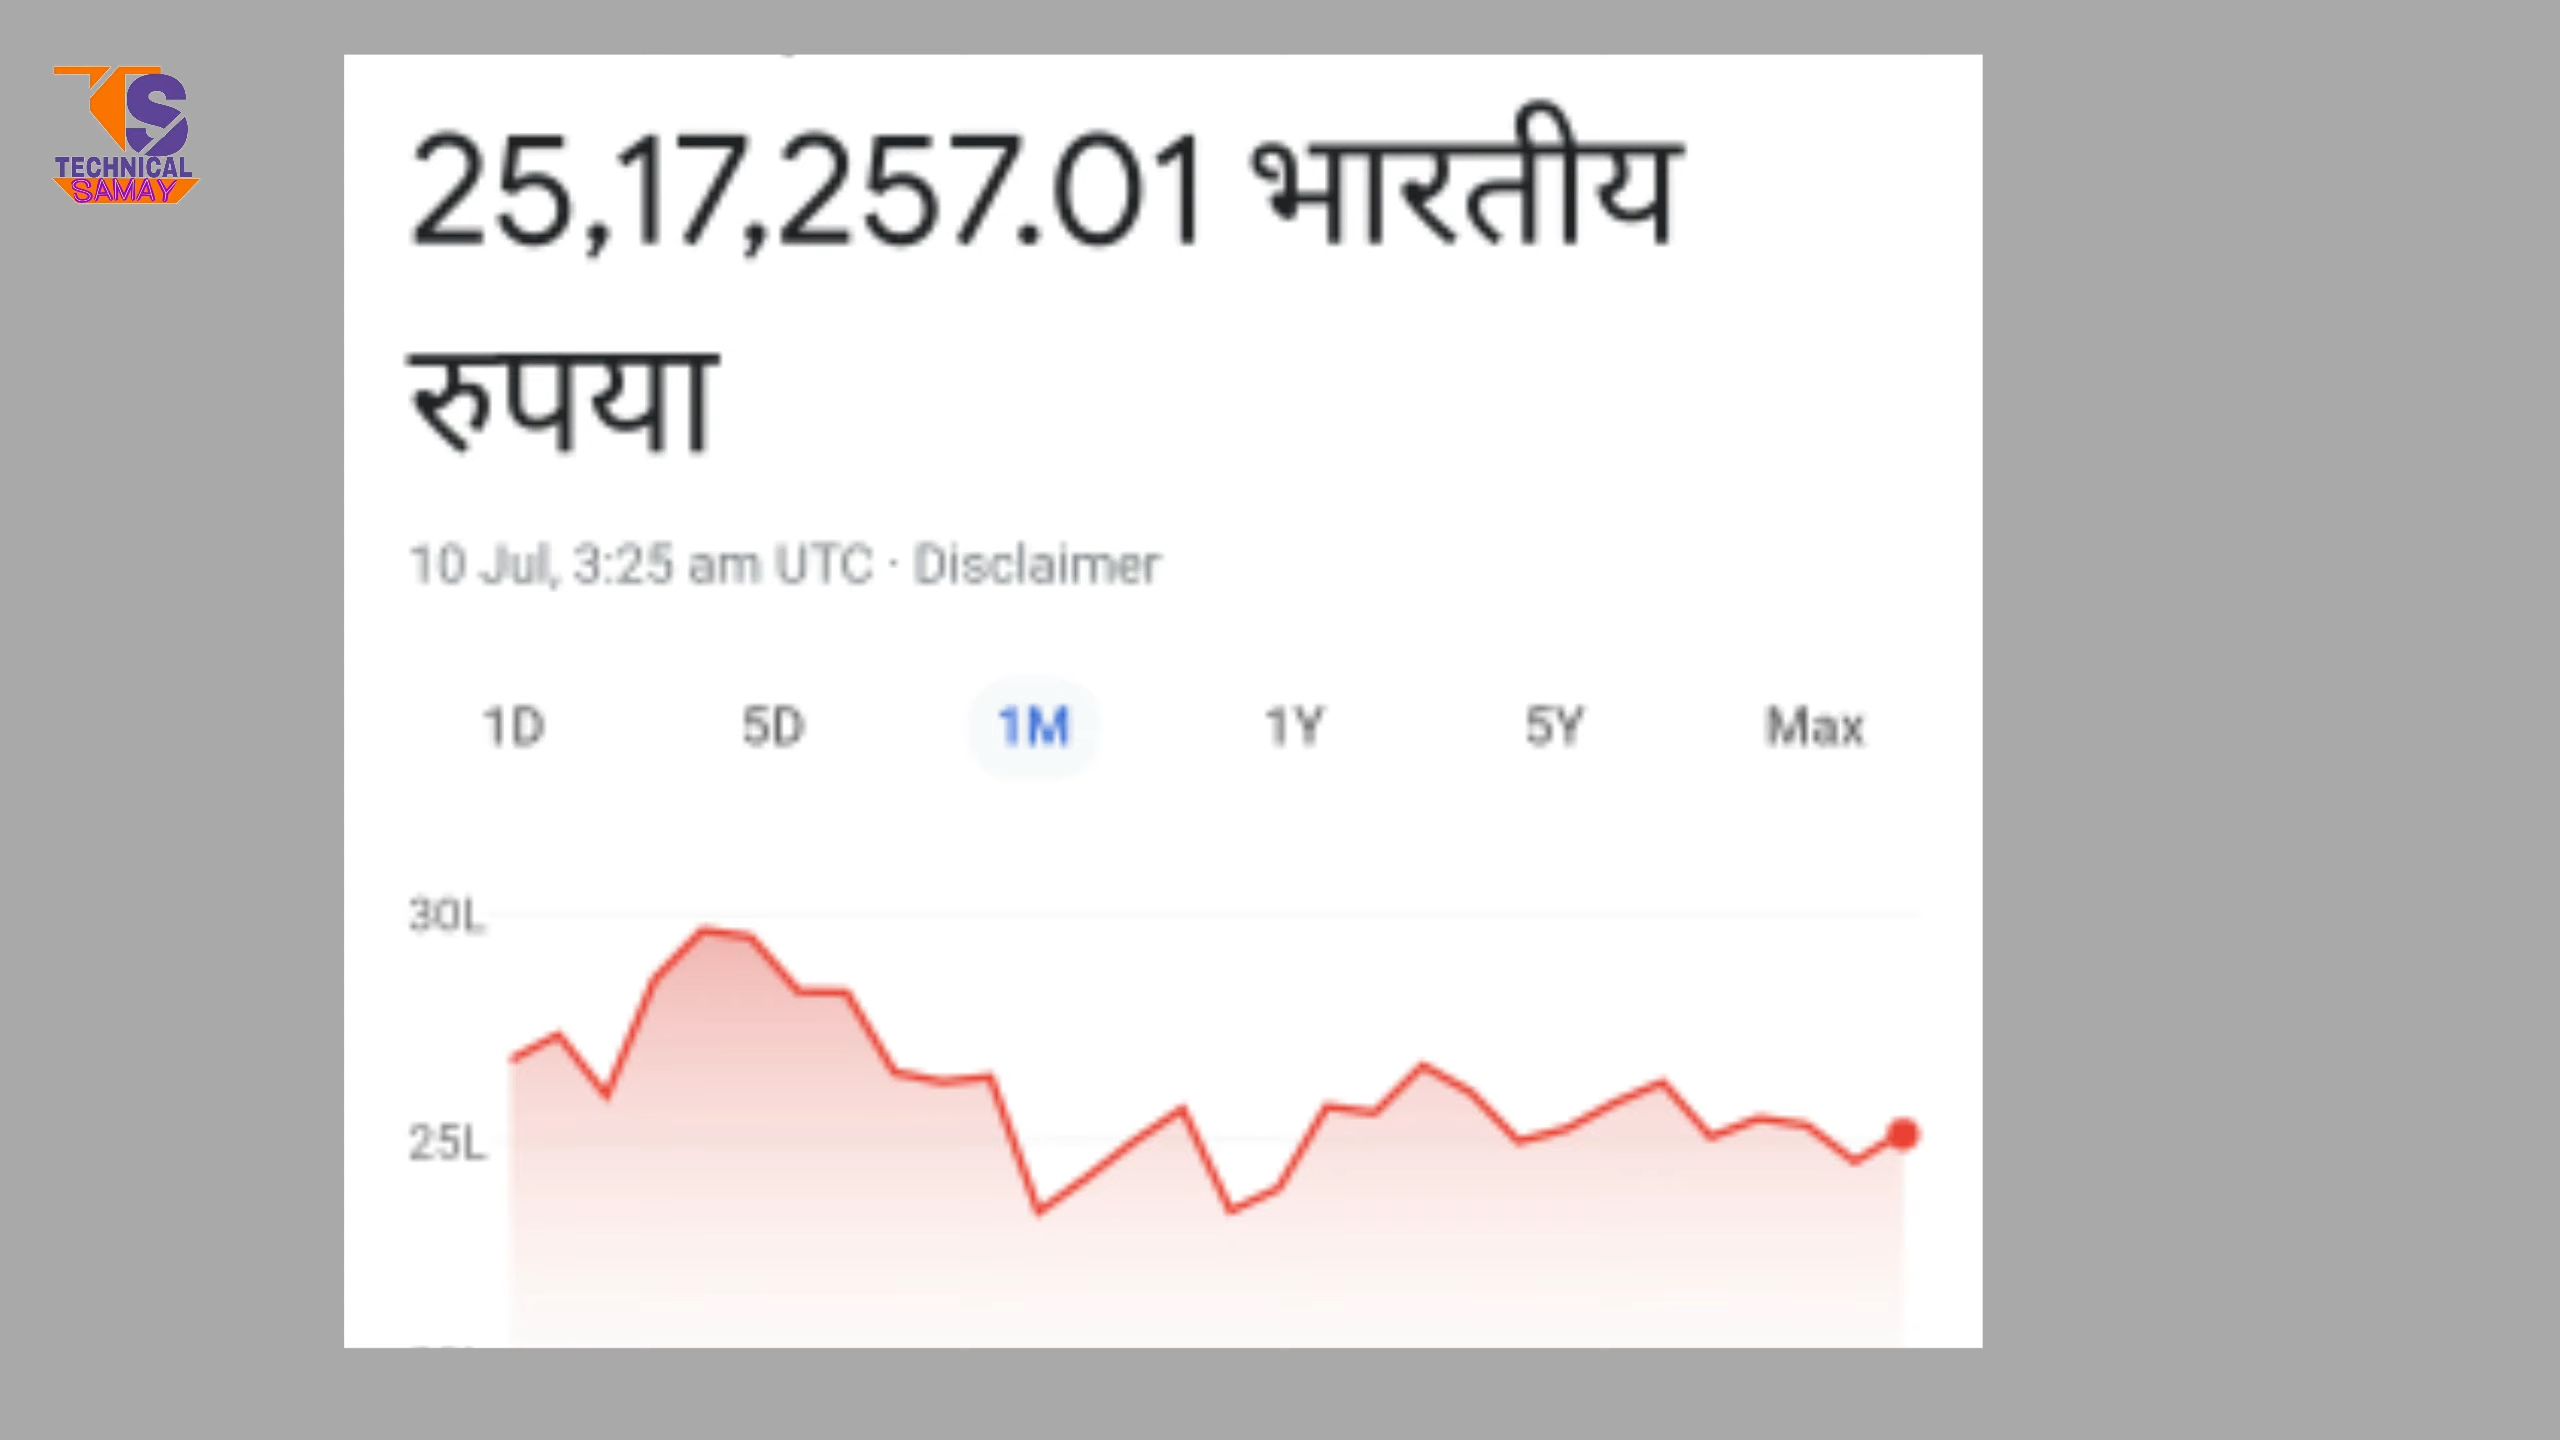 TS
TECHNICAL
SAMAY
25,17,257.01 भारतीय
रुपया
10 Jul, 3:25 am UTC · Disclaimer
1D 5D 1M 1Y 5Y Max
30L
25L